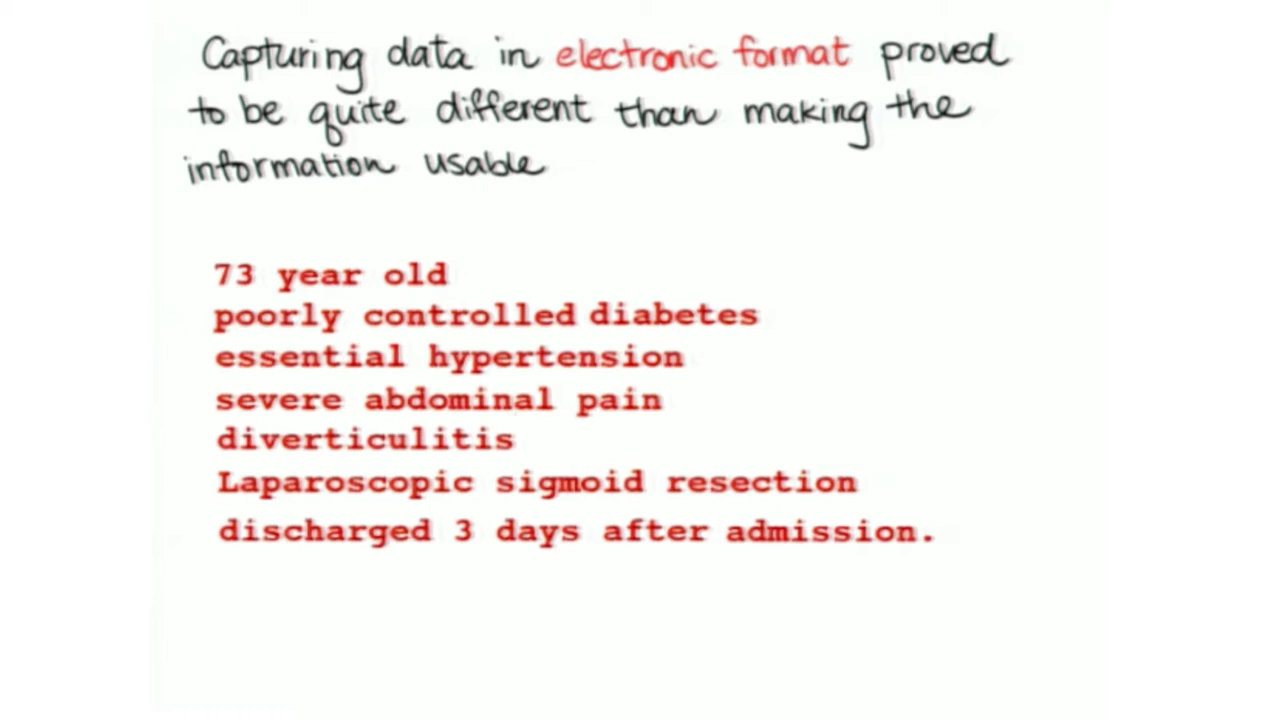 Capturing data in electronic format proved
to be quite different than making the
information usable
73 year old
poorly controlled diabetes
essential hypertension
severe abdominal pain
diverticulitis
Laparoscopic sigmoid resection
discharged 3 days after admission.